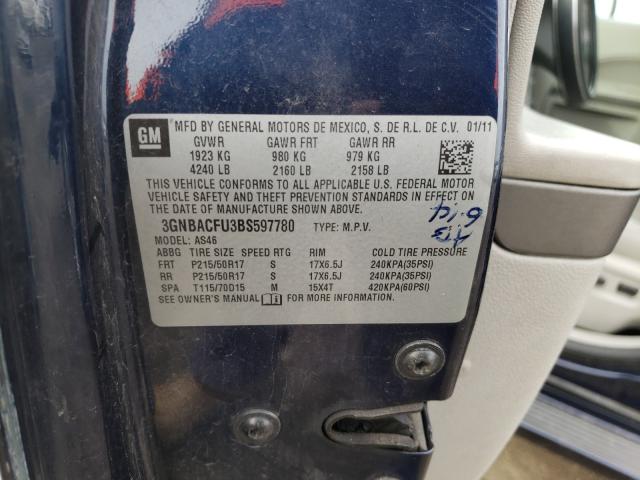 GM MFD BY GENERAL MOTORS DE MEXICO, S. DE R.L. DE C.V. 01/11
GVWR GAWR FRT GAWR RR
1923 KG 980 KG 979 KG
4240 LB 2160 LB 2158 LB
THIS VEHICLE CONFORMS TO ALL APPLICABLE U.S. FEDERAL MOTOR
VEHICLE SAFETY AND THEFT PREVENTION STANDARDS IN EFFECT ON
THE DATE OF MANUFACTURE SHOWN ABOVE.
3GNBACFU3BS597780 TYPE: M.P.V.
MODEL: AS46
ABBG TIRE SIZE SPEED RTG RIM COLD TIRE PRESSURE
FRT P215/50R17 S 17X6.5J 240KPA(35PSI)
RR P215/50R17 S 17X6.5J 240KPA(35PSI)
SPA T115/70D15 M 15X4T 420KPA(60PSI)
SEE OWNER'S MANUAL FOR MORE INFORMATION